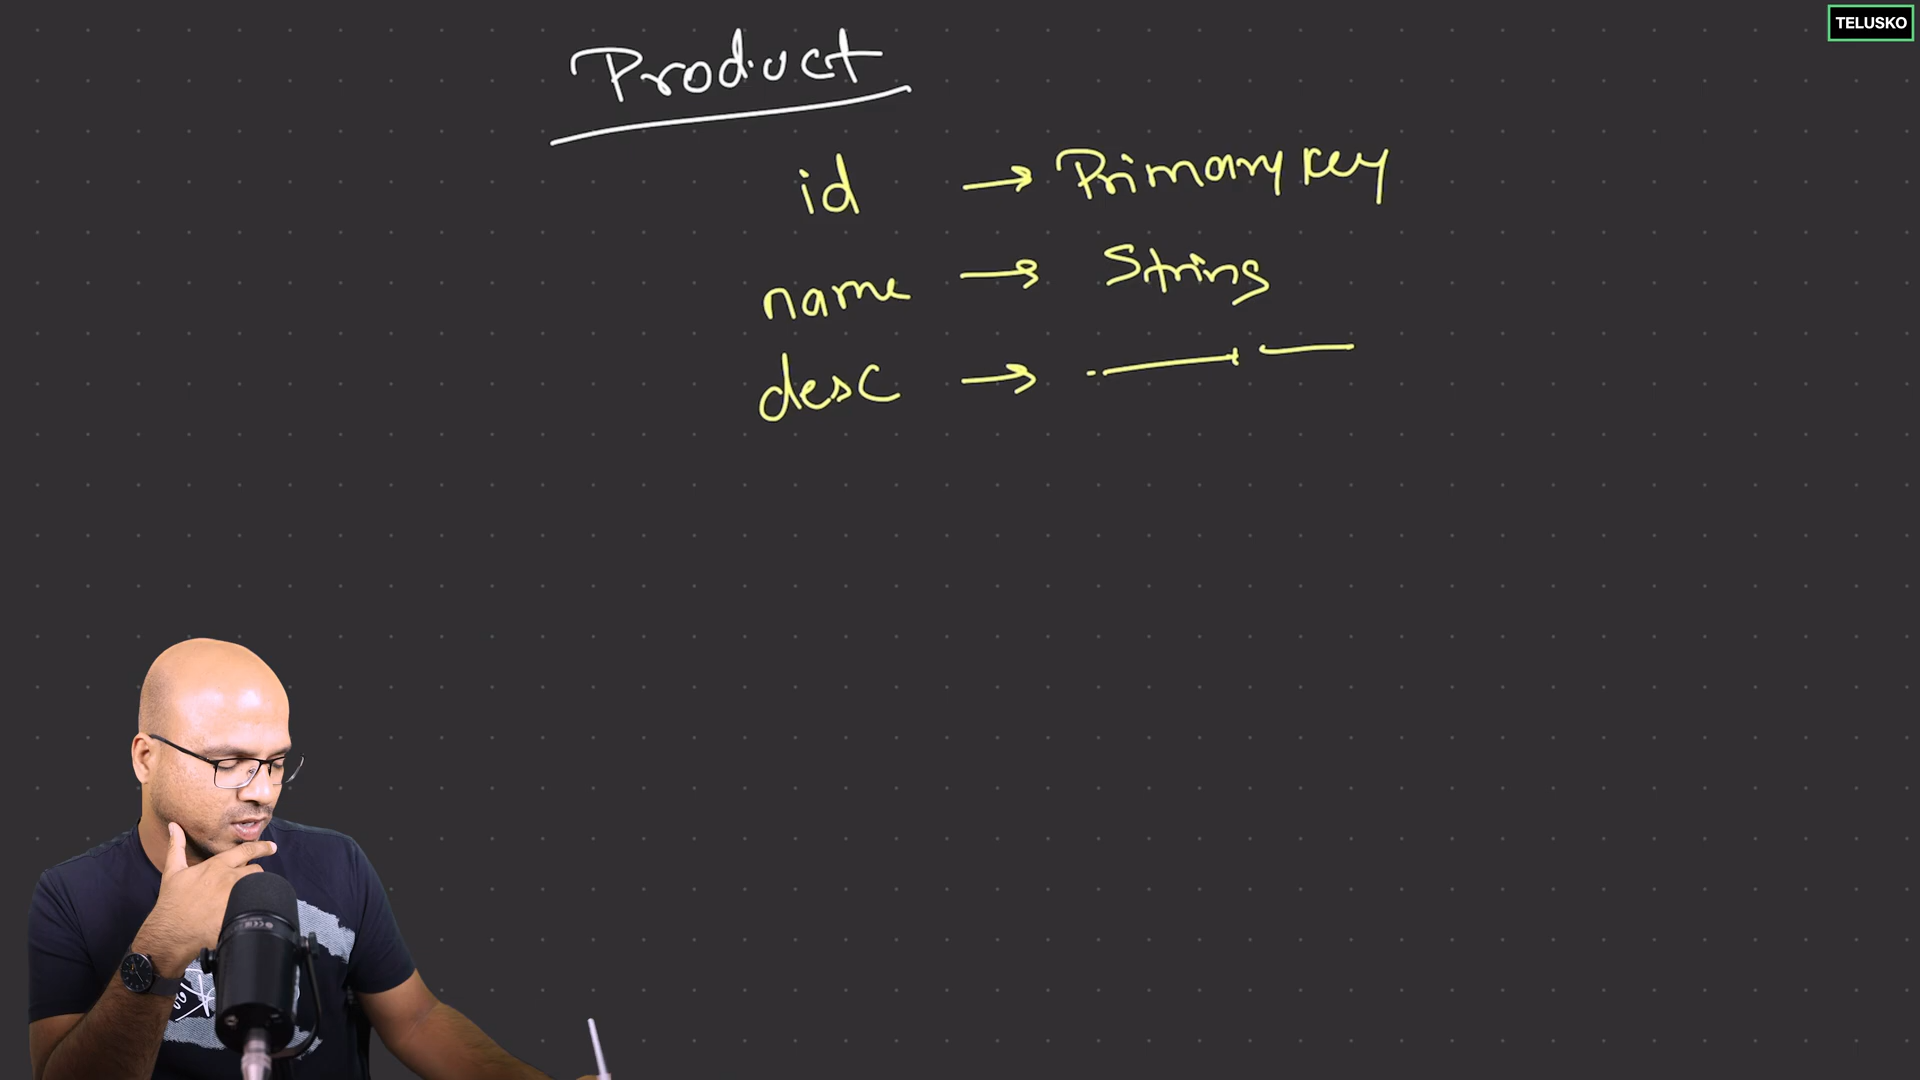 TELUSKO
Product
id → Primary key
name → String
desc →